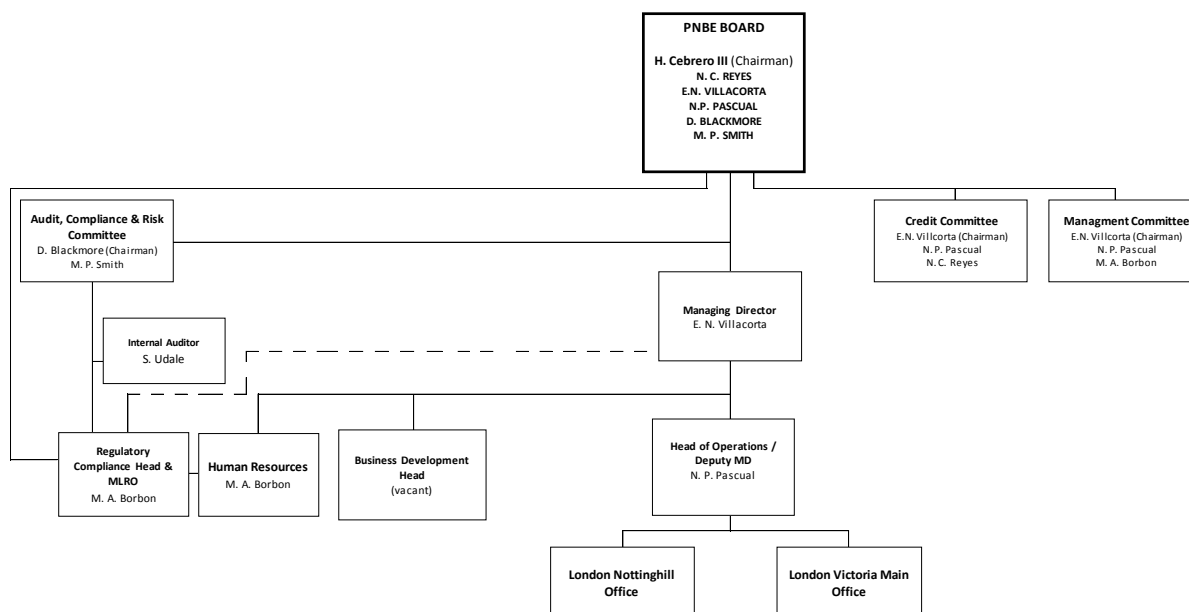 PNBE BOARD
H. Cebrero III (Chairman)
N. C. REYES
E.N. VILLACORTA
N.P. PASCUAL
D. BLACKMORE
M. P. SMITH
Audit, Compliance & Risk
Committee
D. Blackmore (Chairman)
M. P. Smith
Credit Committee
E.N. Villcorta (Chairman)
N. P. Pascual
N. C. Reyes
Managment Committee
E.N. Villcorta (Chairman)
N. P. Pascual
M. A. Borbon
Managing Director
E. N. Villacorta
Internal Auditor
S. Udale
Regulatory
Compliance Head &
MLRO
M. A. Borbon
Human Resources
M. A. Borbon
Business Development
Head
(vacant)
Head of Operations /
Deputy MD
N. P. Pascual
London Nottinghill
Office
London Victoria Main
Office